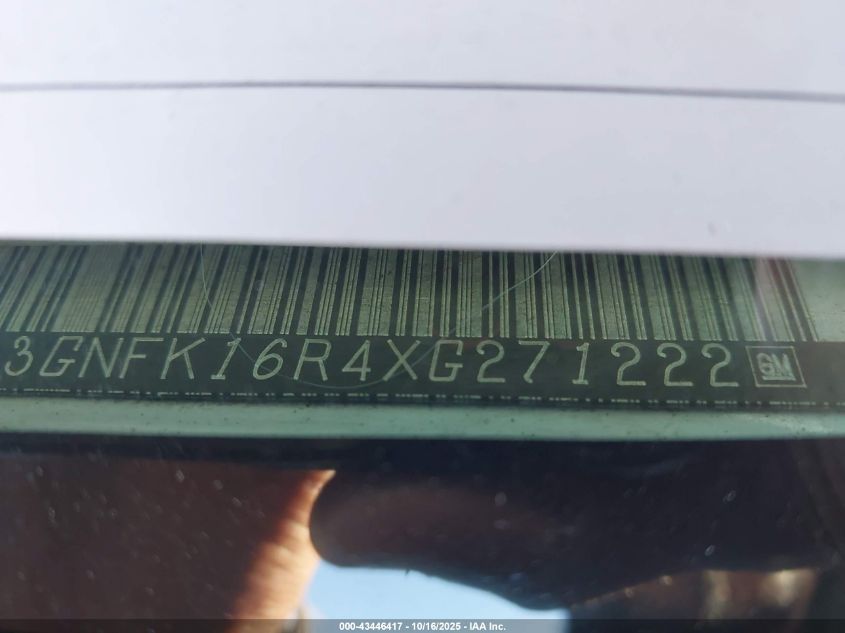 3GNFK16R4XG271222 GM
000-43446417 - 10/16/2025 - IAA Inc.